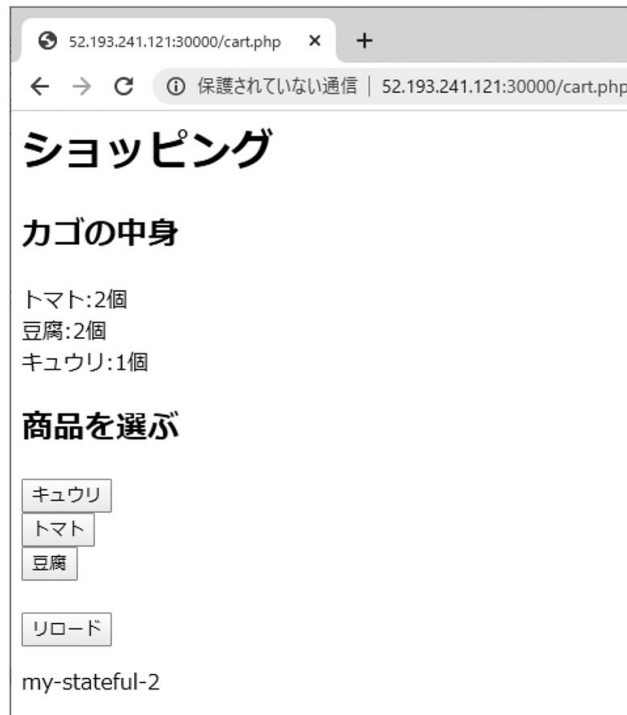 52.193.241.121:30000/cart.php
保護されていない通信 | 52.193.241.121:30000/cart.php
ショッピング
カゴの中身
トマト:2個
豆腐:2個
キュウリ:1個
商品を選ぶ
キュウリ
トマト
豆腐
リロード
my-stateful-2